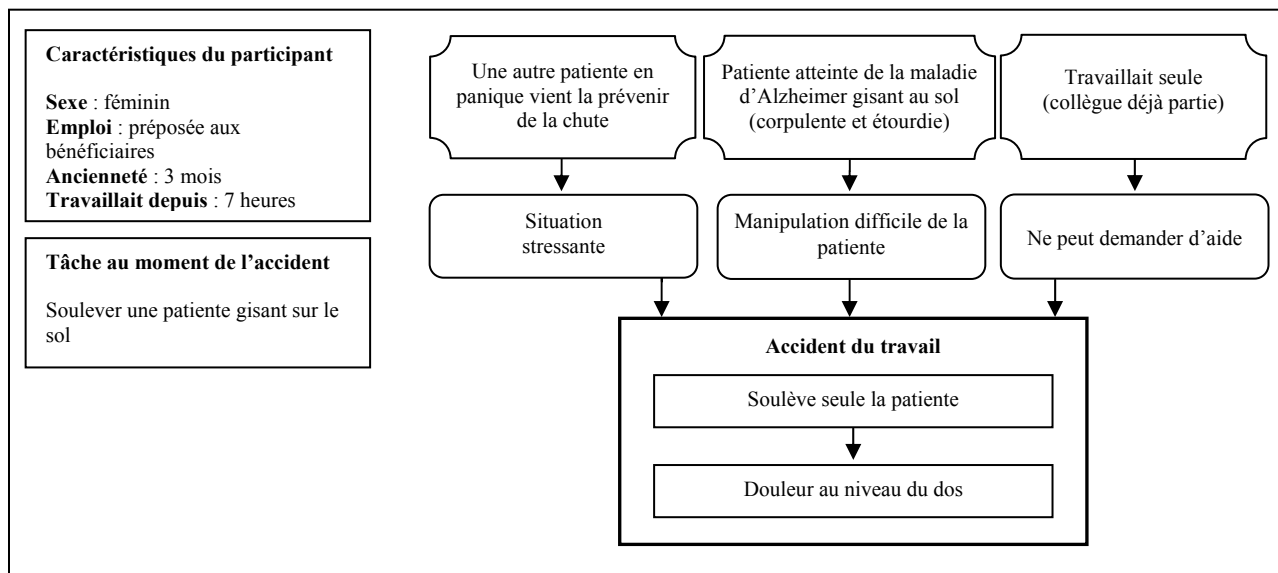 Caractéristiques du participant
Sexe : féminin
Emploi : préposée aux
bénéficiaires
Ancienneté : 3 mois
Travaillait depuis : 7 heures
Tâche au moment de l'accident
Soulever une patiente gisant sur le
sol
Une autre patiente en
panique vient la prévenir
de la chute
Patiente atteinte de la maladie
d'Alzheimer gisant au sol
(corpulente et étourdie)
Travaillait seule
(collègue déjà partie)
Situation
stressante
Manipulation difficile de la
patiente
Ne peut demander d'aide
Accident du travail
Soulève seule la patiente
Douleur au niveau du dos